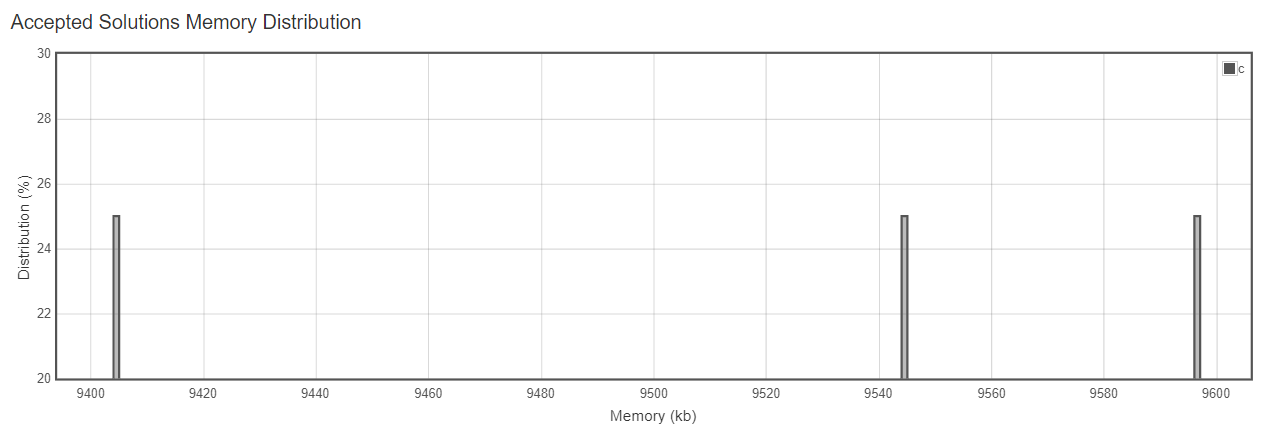 Accepted Solutions Memory Distribution
30
28
26
24
22
20
Distribution (%)
c
9400 9420 9440 9460 9480 9500 9520 9540 9560 9580 9600
Memory (kb)